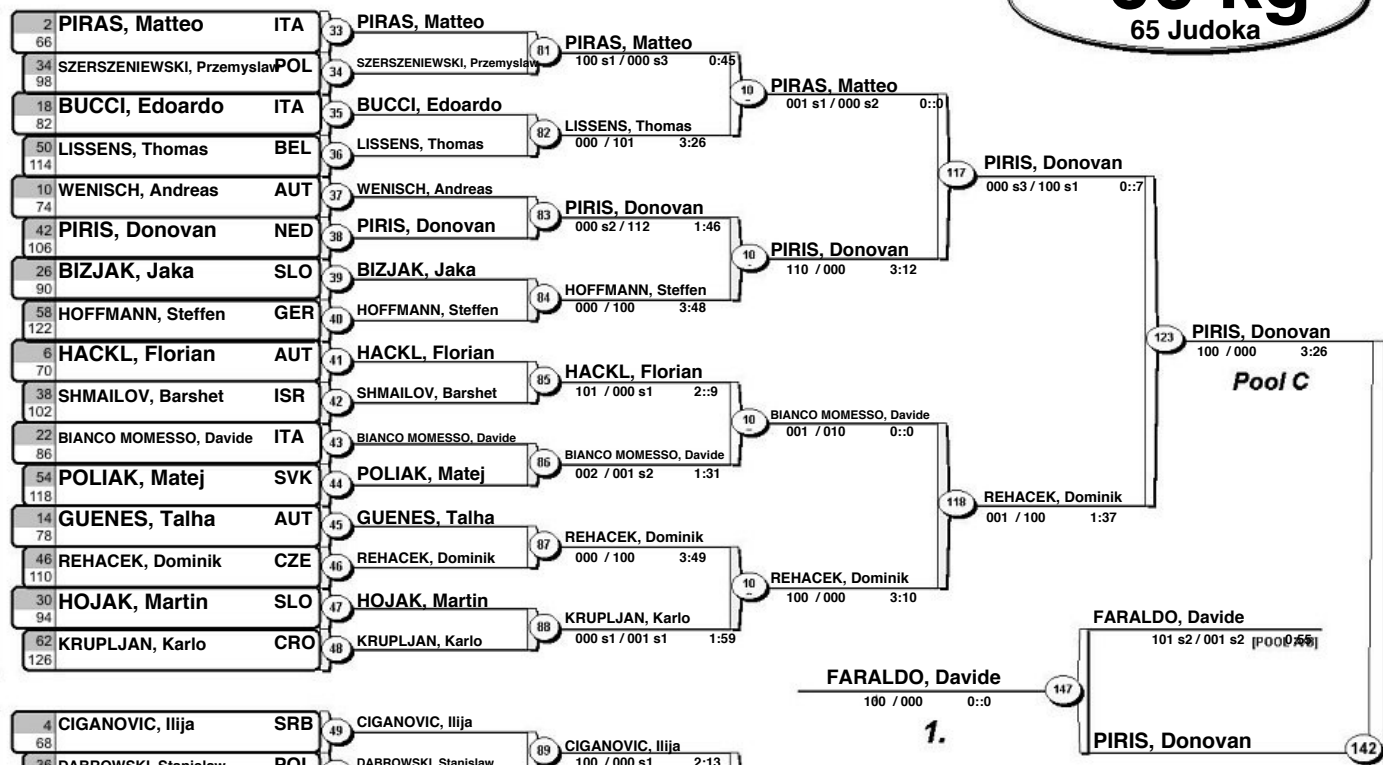 65 Judoka
2 PIRAS, Matteo ITA
66
34 SZERSZENIEWSKI, Przemyslaw POL
98
18 BUCCI, Edoardo ITA
82
50 LISSENS, Thomas BEL
114
10 WENISCH, Andreas AUT
74
42 PIRIS, Donovan NED
106
26 BIZJAK, Jaka SLO
90
58 HOFFMANN, Steffen GER
122
6 HACKL, Florian AUT
70
38 SHMAILOV, Barshet ISR
102
22 BIANCO MOMESSO, Davide ITA
86
54 POLIAK, Matej SVK
118
14 GUENES, Talha AUT
78
46 REHACEK, Dominik CZE
110
30 HOJAK, Martin SLO
94
62 KRUPLJAN, Karlo CRO
126
4 CIGANOVIC, Ilija SRB
68
36 DABROWSKI, Stanislaw POL
33 PIRAS, Matteo
34 SZERSZENIEWSKI, Przemyslaw
35 BUCCI, Edoardo
36 LISSENS, Thomas
37 WENISCH, Andreas
38 PIRIS, Donovan
39 BIZJAK, Jaka
40 HOFFMANN, Steffen
41 HACKL, Florian
42 SHMAILOV, Barshet
43 BIANCO MOMESSO, Davide
44 POLIAK, Matej
45 GUENES, Talha
46 REHACEK, Dominik
47 HOJAK, Martin
48 KRUPLJAN, Karlo
49 CIGANOVIC, Ilija
DABROWSKI, Stanislaw
81 PIRAS, Matteo
100 s1 / 000 s3 0:45
82 LISSENS, Thomas
000 / 101 3:26
83 PIRIS, Donovan
000 s2 / 112 1:46
84 HOFFMANN, Steffen
000 / 100 3:48
85 HACKL, Florian
101 / 000 s1 2::9
86 BIANCO MOMESSO, Davide
002 / 001 s2 1:31
87 REHACEK, Dominik
000 / 100 3:49
88 KRUPLJAN, Karlo
000 s1 / 001 s1 1:59
89 CIGANOVIC, Ilija
100 / 000 s1 2:13
10 PIRAS, Matteo
001 s1 / 000 s2 0::0
10 PIRIS, Donovan
110 / 000 3:12
10 BIANCO MOMESSO, Davide
001 / 010 0::0
10 REHACEK, Dominik
100 / 000 3:10
117 PIRIS, Donovan
000 s3 / 100 s1 0::7
118 REHACEK, Dominik
001 / 100 1:37
123 PIRIS, Donovan
100 / 000 3:26
Pool C
FARALDO, Davide
101 s2 / 001 s2 0:55
FARALDO, Davide 147
100 / 000 0::0
1.
PIRIS, Donovan 142